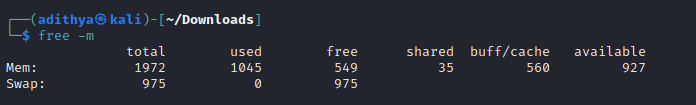 ┌──(adithya㉿kali)-[~/Downloads]
└─$ free -m
               total        used        free      shared  buff/cache   available
Mem:            1972        1045         549          35         560         927
Swap:            975           0         975